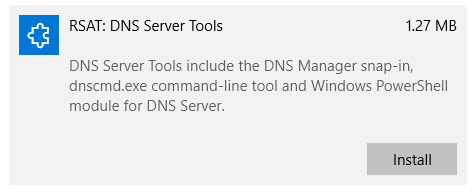 RSAT: DNS Server Tools 1.27 MB
DNS Server Tools include the DNS Manager snap-in,
dnscmd.exe command-line tool and Windows PowerShell
module for DNS Server.
Install